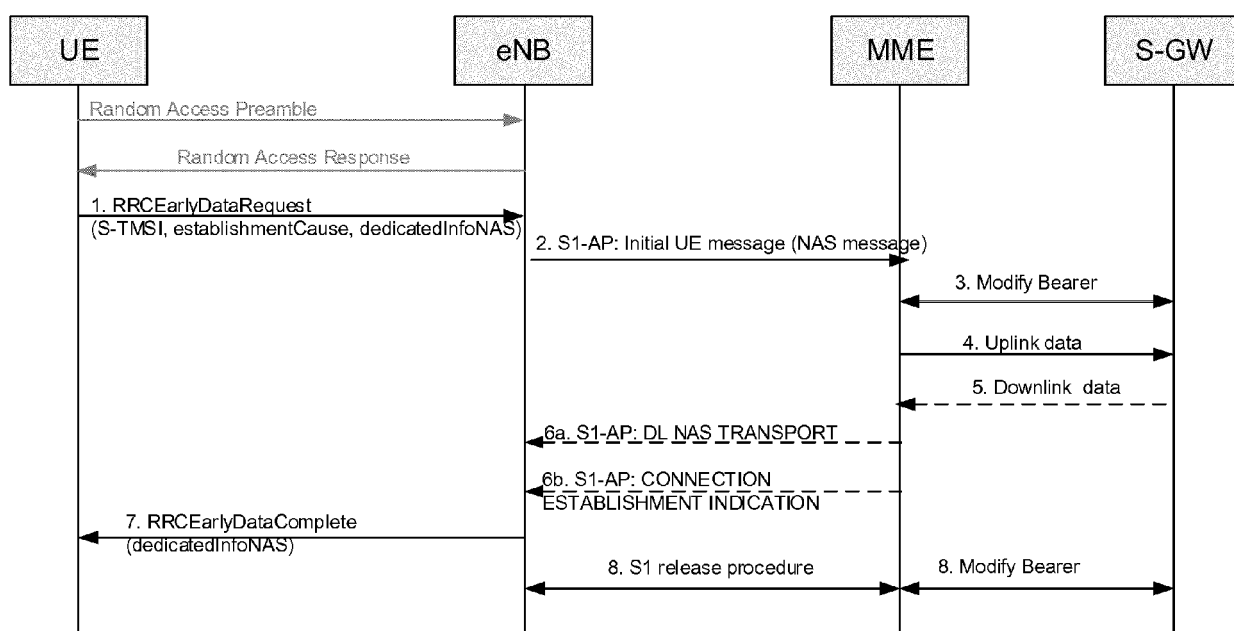 UE
eNB
MME
S-GW
Random Access Preamble
Random Access Response
1. RRCEarlyDataRequest
(S-TMSI, establishmentCause, dedicatedInfoNAS)
2. S1-AP: Initial UE message (NAS message)
3. Modify Bearer
4. Uplink data
5. Downlink data
6a. S1-AP: DL NAS TRANSPORT
6b. S1-AP: CONNECTION
ESTABLISHMENT INDICATION
7. RRCEarlyDataComplete
(dedicatedInfoNAS)
8. S1 release procedure
8. Modify Bearer